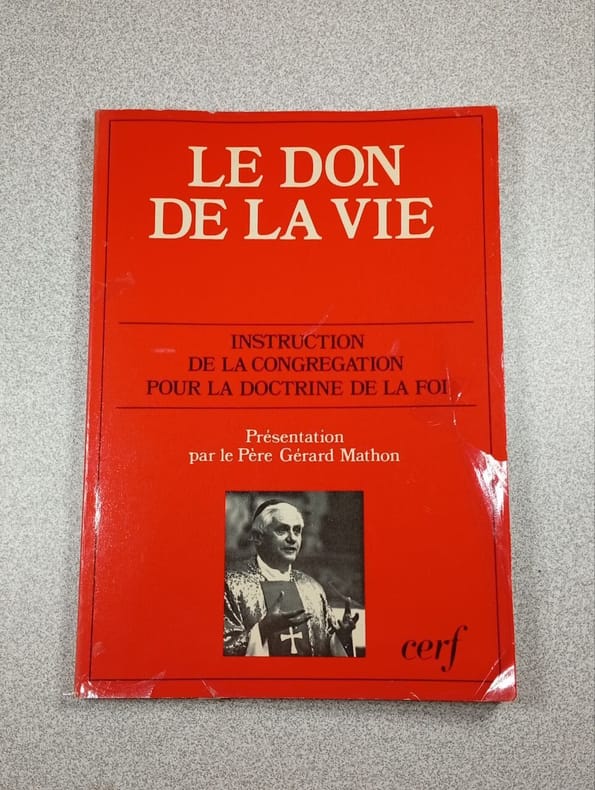 LE DON
DE LA VIE
INSTRUCTION
DE LA CONGREGATION
POUR LA DOCTRINE DE LA FOI
Présentation
par le Père Gérard Mathon
cerf